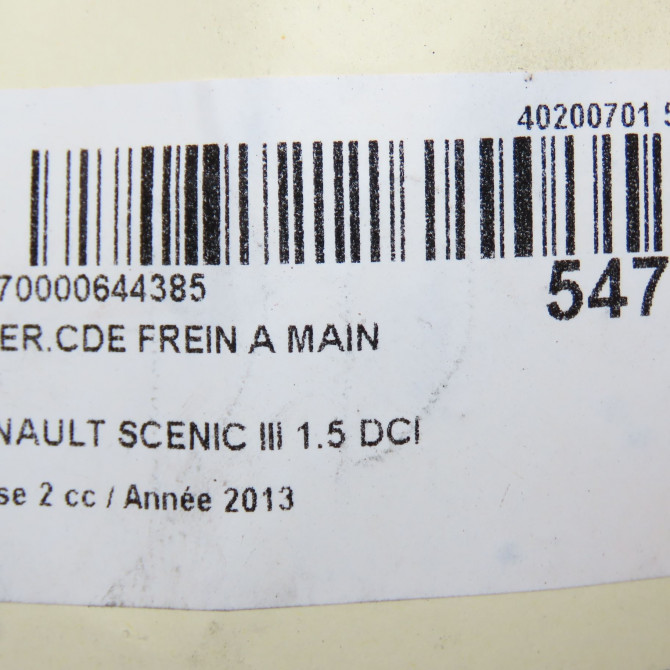 40200701 5
70000644385
547
ER.CDE FREIN A MAIN
NAULT SCENIC III 1.5 DCI
se 2 cc / Année 2013